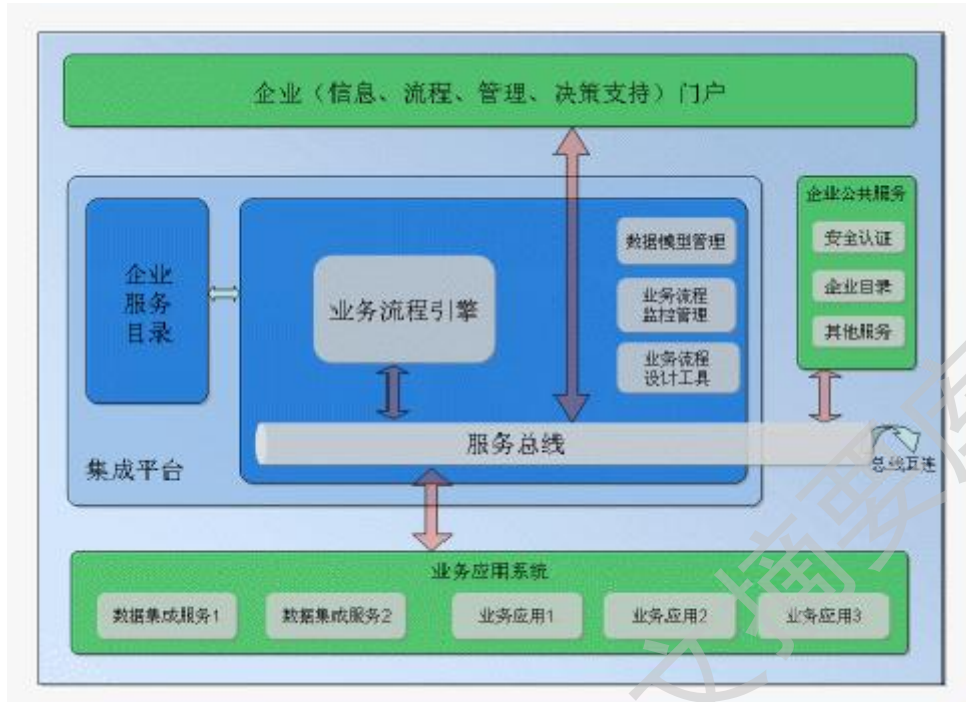 企业（信息、流程、管理、决策支持）门户
企业公共服务
安全认证
企业目录
其他服务
企业
服务
目录
业务流程引擎
数据模型管理
业务流程
监控管理
业务流程
设计工具
服务总线
总线互连
集成平台
业务应用系统
数据集成服务1
数据集成服务2
业务应用1
业务应用2
业务应用3
文摘要库